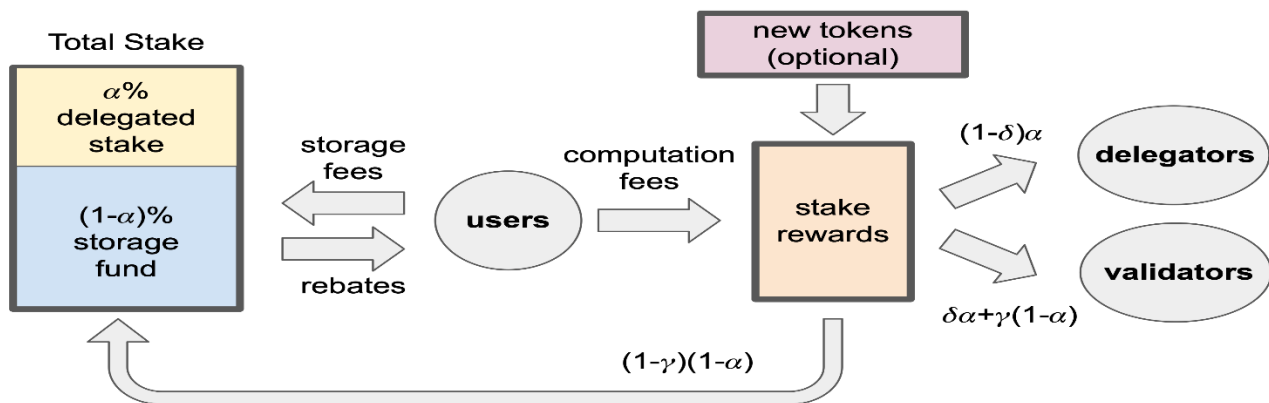 Total Stake
α%
delegated
stake
(1-α)%
storage
fund
storage
fees
users
rebates
computation
fees
new tokens
(optional)
stake
rewards
(1-δ)α
delegators
validators
δα+γ(1-α)
(1-γ)(1-α)